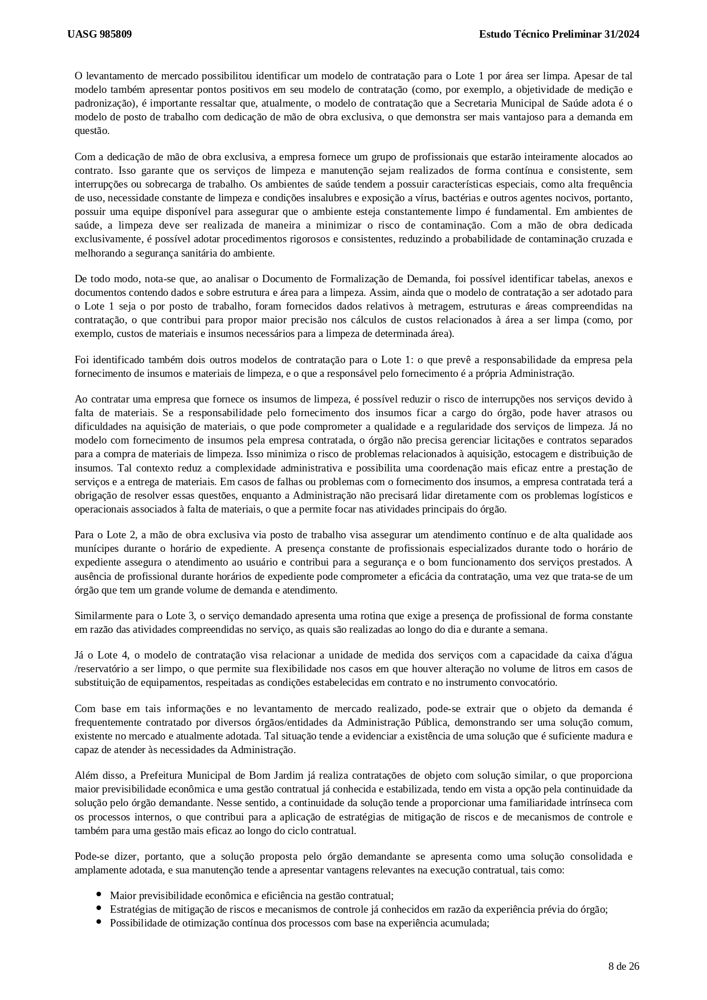 UASG 985809
Estudo Técnico Preliminar 31/2024
O levantamento de mercado possibilitou identificar um modelo de contratação para o Lote 1 por área ser limpa. Apesar de tal
modelo também apresentar pontos positivos em seu modelo de contratação (como, por exemplo, a objetividade de medição e
padronização), é importante ressaltar que, atualmente, o modelo de contratação que a Secretaria Municipal de Saúde adota é o
modelo de posto de trabalho com dedicação de mão de obra exclusiva, o que demonstra ser mais vantajoso para a demanda em
questão.
Com a dedicação de mão de obra exclusiva, a empresa fornece um grupo de profissionais que estarão inteiramente alocados ao
contrato. Isso garante que os serviços de limpeza e manutenção sejam realizados de forma contínua e consistente, sem
interrupções ou sobrecarga de trabalho. Os ambientes de saúde tendem a possuir características especiais, como alta frequência
de uso, necessidade constante de limpeza e condições insalubres e exposição a vírus, bactérias e outros agentes nocivos, portanto,
possuir uma equipe disponível para assegurar que o ambiente esteja constantemente limpo é fundamental. Em ambientes de
saúde, a limpeza deve ser realizada de maneira a minimizar o risco de contaminação. Com a mão de obra dedicada
exclusivamente, é possível adotar procedimentos rigorosos e consistentes, reduzindo a probabilidade de contaminação cruzada e
melhorando a segurança sanitária do ambiente.
De todo modo, nota-se que, ao analisar o Documento de Formalização de Demanda, foi possível identificar tabelas, anexos e
documentos contendo dados e sobre estrutura e área para a limpeza. Assim, ainda que o modelo de contratação a ser adotado para
o Lote 1 seja o por posto de trabalho, foram fornecidos dados relativos à metragem, estruturas e áreas compreendidas na
contratação, o que contribui para propor maior precisão nos cálculos de custos relacionados à área a ser limpa (como, por
exemplo, custos de materiais e insumos necessários para a limpeza de determinada área).
Foi identificado também dois outros modelos de contratação para o Lote 1: o que prevê a responsabilidade da empresa pela
fornecimento de insumos e materiais de limpeza, e o que a responsável pelo fornecimento é a própria Administração.
Ao contratar uma empresa que fornece os insumos de limpeza, é possível reduzir o risco de interrupções nos serviços devido à
falta de materiais. Se a responsabilidade pelo fornecimento dos insumos ficar a cargo do órgão, pode haver atrasos ou
dificuldades na aquisição de materiais, o que pode comprometer a qualidade e a regularidade dos serviços de limpeza. Já no
modelo com fornecimento de insumos pela empresa contratada, o órgão não precisa gerenciar licitações e contratos separados
para a compra de materiais de limpeza. Isso minimiza o risco de problemas relacionados à aquisição, estocagem e distribuição de
insumos. Tal contexto reduz a complexidade administrativa e possibilita uma coordenação mais eficaz entre a prestação de
serviços e a entrega de materiais. Em casos de falhas ou problemas com o fornecimento dos insumos, a empresa contratada terá a
obrigação de resolver essas questões, enquanto a Administração não precisará lidar diretamente com os problemas logísticos e
operacionais associados à falta de materiais, o que a permite focar nas atividades principais do órgão.
Para o Lote 2, a mão de obra exclusiva via posto de trabalho visa assegurar um atendimento contínuo e de alta qualidade aos
munícipes durante o horário de expediente. A presença constante de profissionais especializados durante todo o horário de
expediente assegura o atendimento ao usuário e contribui para a segurança e o bom funcionamento dos serviços prestados. A
ausência de profissional durante horários de expediente pode comprometer a eficácia da contratação, uma vez que trata-se de um
órgão que tem um grande volume de demanda e atendimento.
Similarmente para o Lote 3, o serviço demandado apresenta uma rotina que exige a presença de profissional de forma constante
em razão das atividades compreendidas no serviço, as quais são realizadas ao longo do dia e durante a semana.
Já o Lote 4, o modelo de contratação visa relacionar a unidade de medida dos serviços com a capacidade da caixa d'água
/reservatório a ser limpo, o que permite sua flexibilidade nos casos em que houver alteração no volume de litros em casos de
substituição de equipamentos, respeitadas as condições estabelecidas em contrato e no instrumento convocatório.
Com base em tais informações e no levantamento de mercado realizado, pode-se extrair que o objeto da demanda é
frequentemente contratado por diversos órgãos/entidades da Administração Pública, demonstrando ser uma solução comum,
existente no mercado e atualmente adotada. Tal situação tende a evidenciar a existência de uma solução que é suficiente madura e
capaz de atender às necessidades da Administração.
Além disso, a Prefeitura Municipal de Bom Jardim já realiza contratações de objeto com solução similar, o que proporciona
maior previsibilidade econômica e uma gestão contratual já conhecida e estabilizada, tendo em vista a opção pela continuidade da
solução pelo órgão demandante. Nesse sentido, a continuidade da solução tende a proporcionar uma familiaridade intrínseca com
os processos internos, o que contribui para a aplicação de estratégias de mitigação de riscos e de mecanismos de controle e
também para uma gestão mais eficaz ao longo do ciclo contratual.
Pode-se dizer, portanto, que a solução proposta pelo órgão demandante se apresenta como uma solução consolidada e
amplamente adotada, e sua manutenção tende a apresentar vantagens relevantes na execução contratual, tais como:
● Maior previsibilidade econômica e eficiência na gestão contratual;
● Estratégias de mitigação de riscos e mecanismos de controle já conhecidos em razão da experiência prévia do órgão;
● Possibilidade de otimização contínua dos processos com base na experiência acumulada;
8 de 26